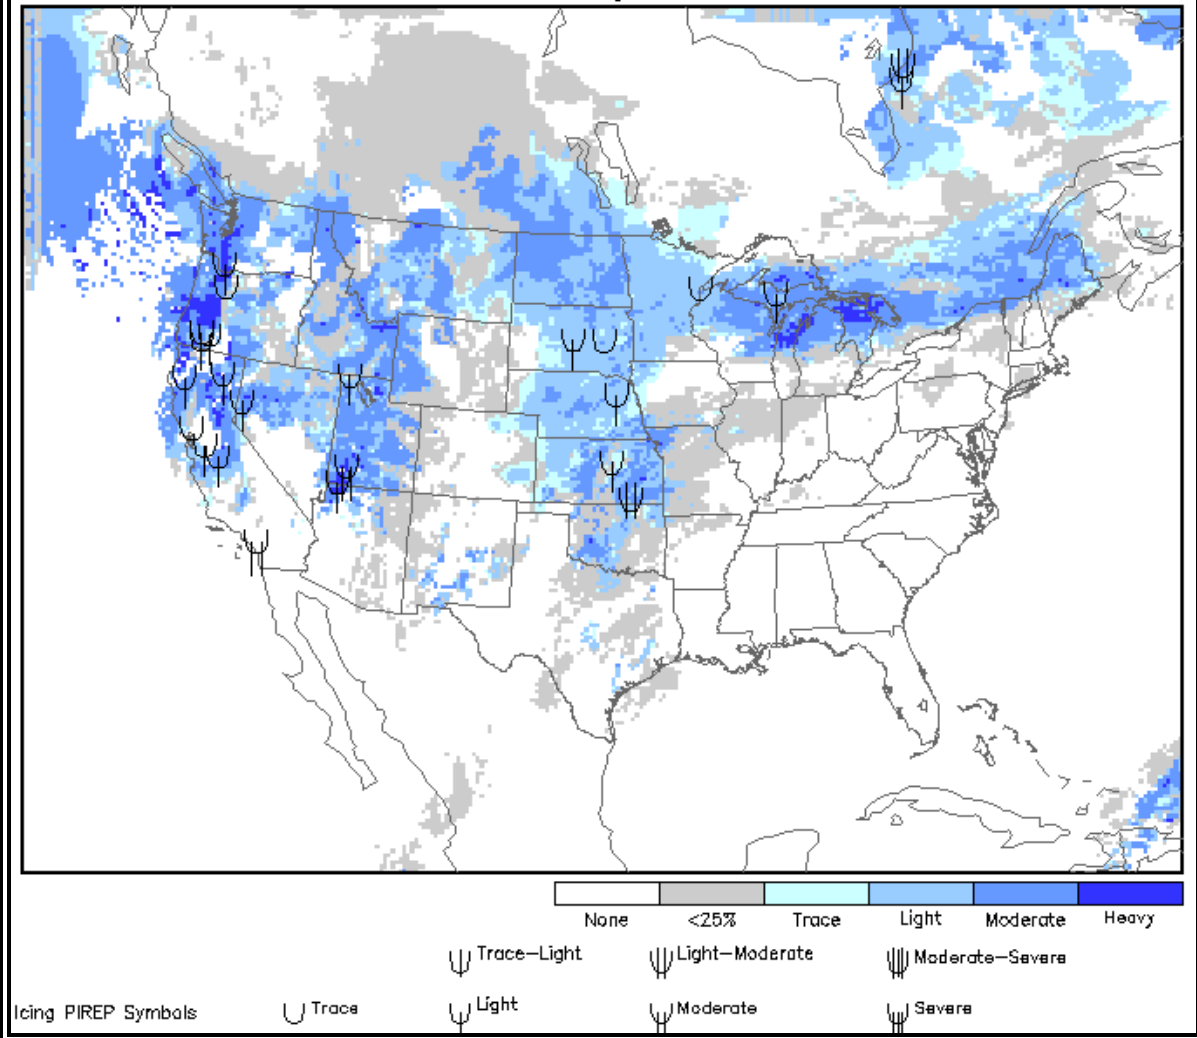 None <25% Trace Light Moderate Heavy
Trace-Light Light-Moderate Moderate-Severe
Icing PIREP Symbols Trace Light Moderate Severe